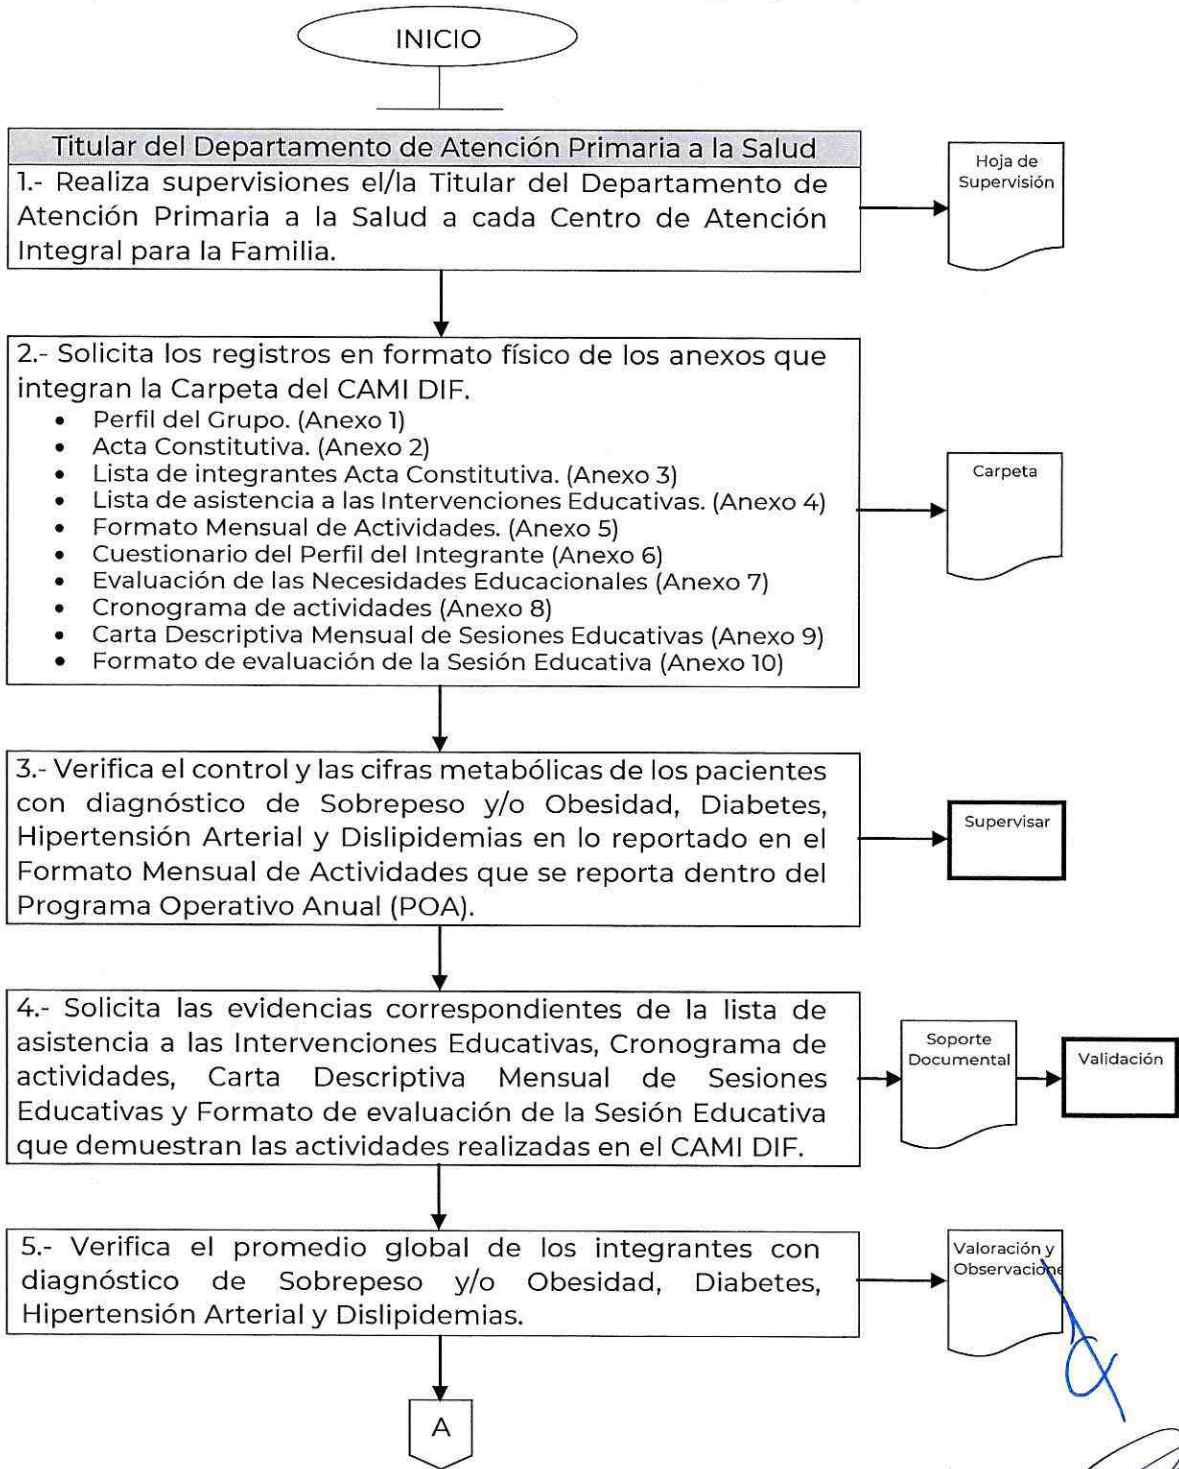 INICIO
Titular del Departamento de Atención Primaria a la Salud
1.- Realiza supervisiones el/la Titular del Departamento de
Atención Primaria a la Salud a cada Centro de Atención
Integral para la Familia.
Hoja de
Supervisión
2.- Solicita los registros en formato físico de los anexos que
integran la Carpeta del CAMI DIF.
• Perfil del Grupo. (Anexo 1)
• Acta Constitutiva. (Anexo 2)
• Lista de integrantes Acta Constitutiva. (Anexo 3)
• Lista de asistencia a las Intervenciones Educativas. (Anexo 4)
• Formato Mensual de Actividades. (Anexo 5)
• Cuestionario del Perfil del Integrante (Anexo 6)
• Evaluación de las Necesidades Educacionales (Anexo 7)
• Cronograma de actividades (Anexo 8)
• Carta Descriptiva Mensual de Sesiones Educativas (Anexo 9)
• Formato de evaluación de la Sesión Educativa (Anexo 10)
Carpeta
3.- Verifica el control y las cifras metabólicas de los pacientes
con diagnóstico de Sobrepeso y/o Obesidad, Diabetes,
Hipertensión Arterial y Dislipidemias en lo reportado en el
Formato Mensual de Actividades que se reporta dentro del
Programa Operativo Anual (POA).
Supervisar
4.- Solicita las evidencias correspondientes de la lista de
asistencia a las Intervenciones Educativas, Cronograma de
actividades, Carta Descriptiva Mensual de Sesiones
Educativas y Formato de evaluación de la Sesión Educativa
que demuestran las actividades realizadas en el CAMI DIF.
Soporte
Documental
Validación
5.- Verifica el promedio global de los integrantes con
diagnóstico de Sobrepeso y/o Obesidad, Diabetes,
Hipertensión Arterial y Dislipidemias.
Valoración y
Observacione
A